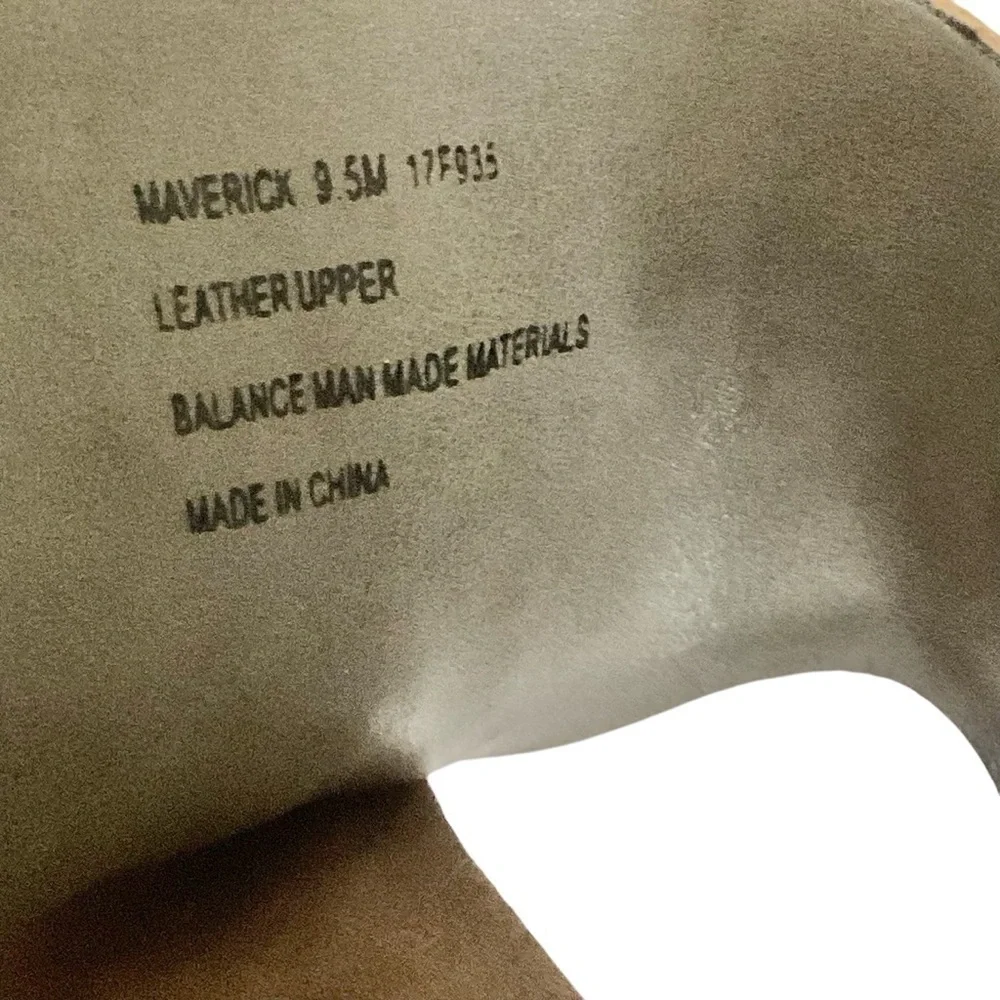 MAVERICK 9.5M 17F935
LEATHER UPPER
BALANCE MAN MADE MATERIALS
MADE IN CHINA